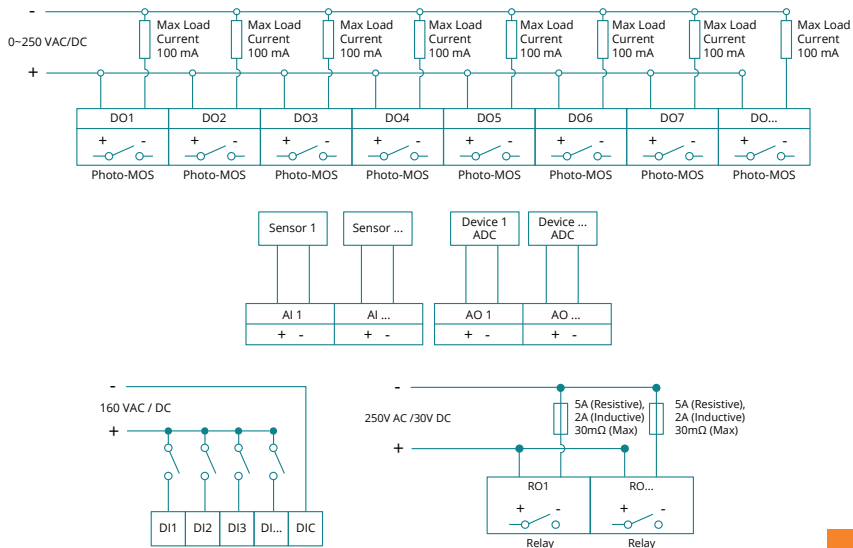 -
Max Load Current 100 mA
Max Load Current 100 mA
Max Load Current 100 mA
Max Load Current 100 mA
Max Load Current 100 mA
Max Load Current 100 mA
Max Load Current 100 mA
Max Load Current 100 mA
0~250 VAC/DC
+
DO1 DO2 DO3 DO4 DO5 DO6 DO7 DO...
+ - + - + - + - + - + - + - + -
Photo-MOS Photo-MOS Photo-MOS Photo-MOS Photo-MOS Photo-MOS Photo-MOS Photo-MOS
Sensor 1 Sensor ...
Device 1 ADC
Device ... ADC
AI 1 AI ... AO 1 AO ...
+ - + - + - + -
-
160 VAC / DC
+
DI1 DI2 DI3 DI... DIC
-
250V AC /30V DC
+
5A (Resistive),
2A (Inductive)
30mΩ (Max)
5A (Resistive),
2A (Inductive)
30mΩ (Max)
RO1 RO...
+ - + -
Relay Relay